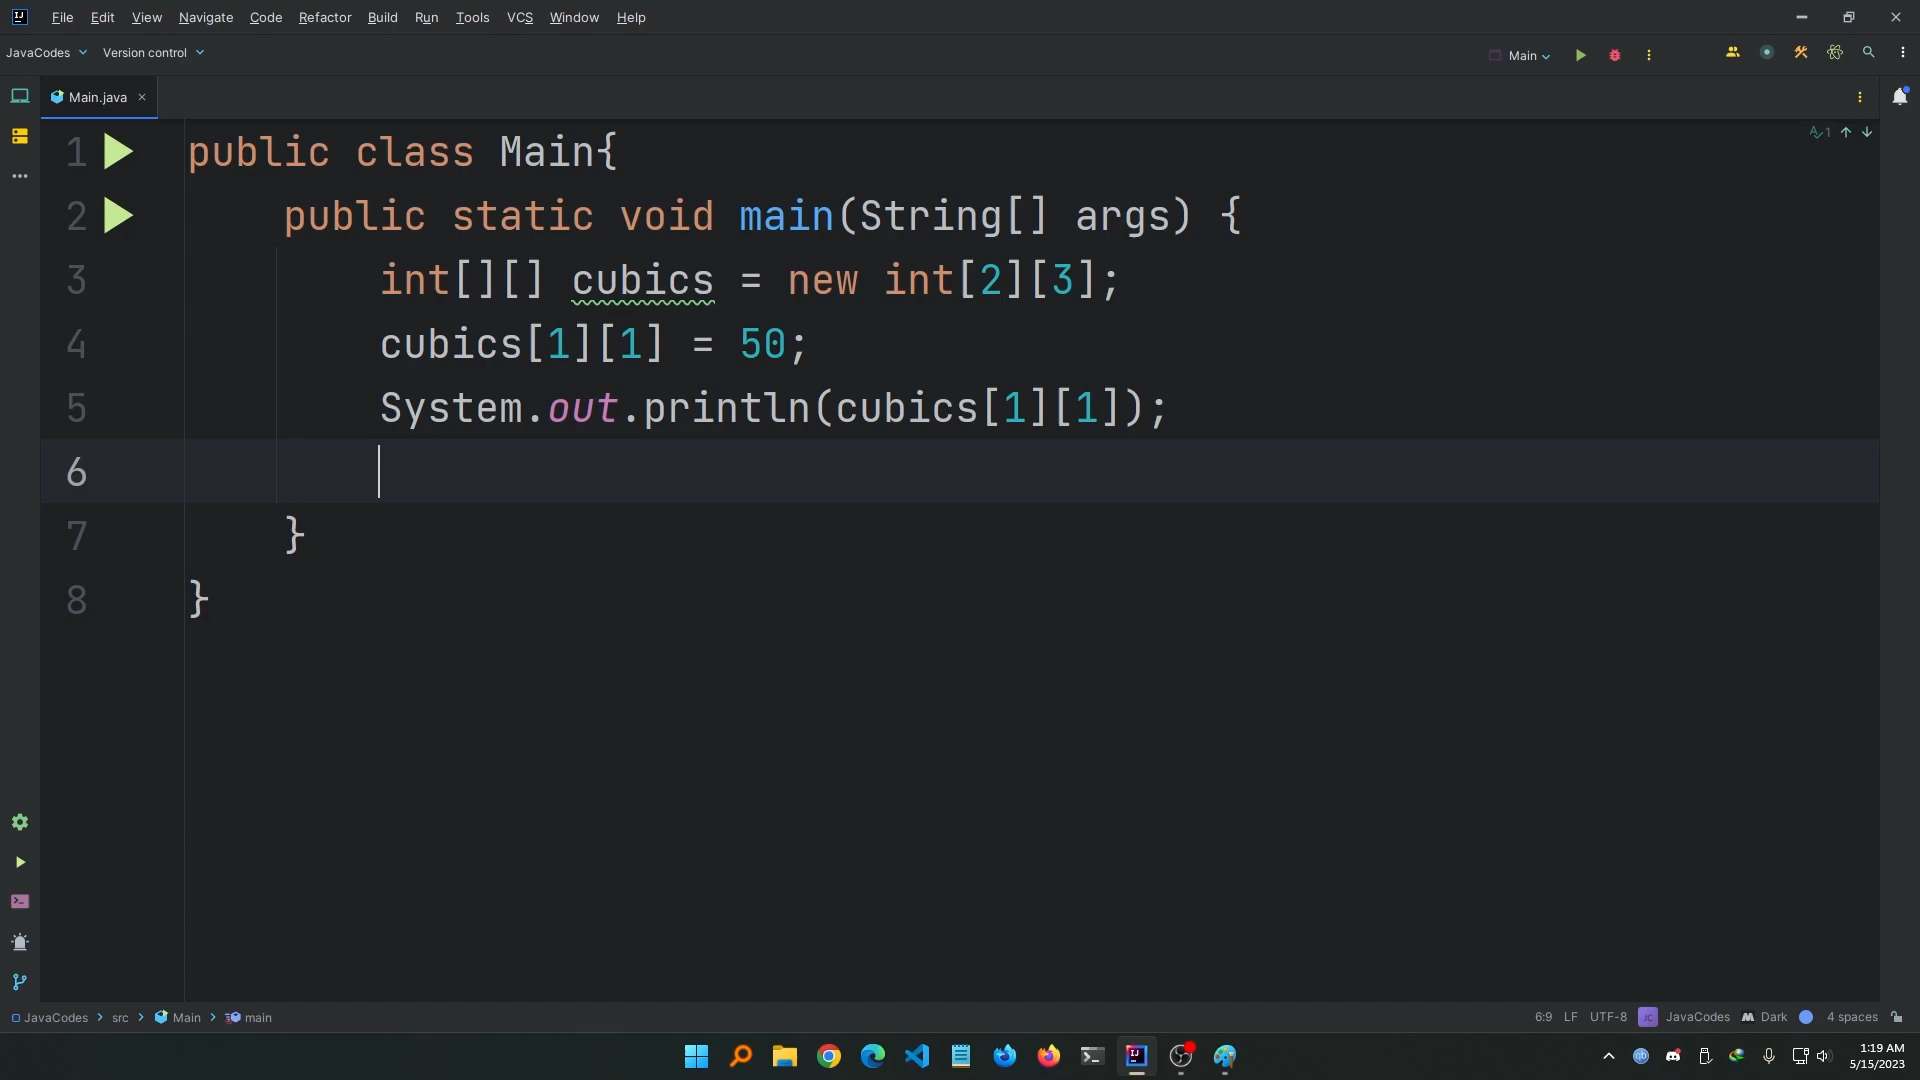 File Edit View Navigate Code Refactor Build Run Tools VCS Window Help
JavaCodes Version control Main
Main.java
1 public class Main{
2 public static void main(String[] args) {
3 int[][] cubics = new int[2][3];
4 cubics[1][1] = 50;
5 System.out.println(cubics[1][1]);
6
7 }
8 }
1
JavaCodes src Main main 6:9 LF UTF-8 JC JavaCodes Dark 4 spaces
1:19 AM
5/15/2023